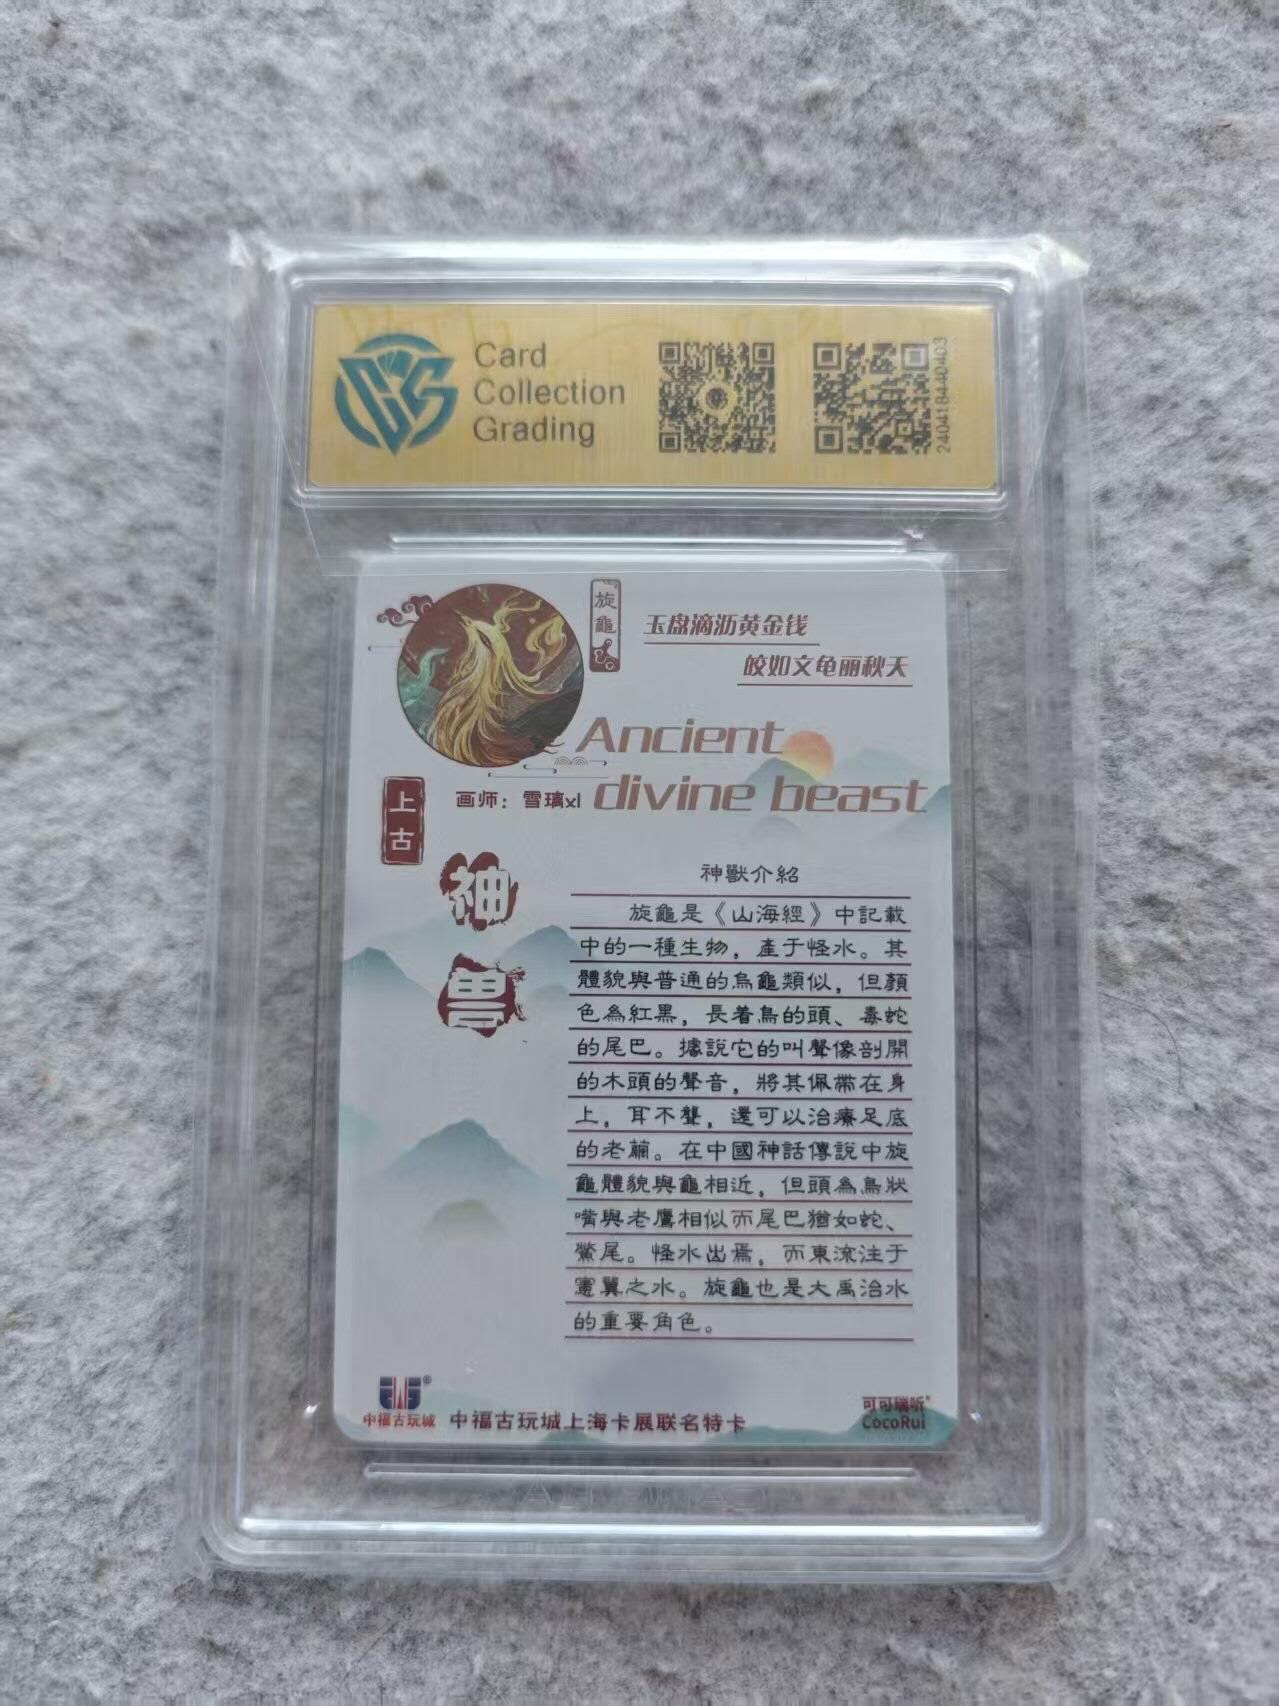 Card
Collection
Grading
240418440403
旋龜
玉盘滴沥黄金钱
皎如文龟丽秋天
Ancient
divine beast
上古
画师：雪璃xl
神兽
神獸介紹
旋龜是《山海經》中記載
中的一種生物，產于怪水。其
體貌與普通的烏龜類似，但顏
色為紅黑，長着鳥的頭、毒蛇
的尾巴。據說它的叫聲像剖開
的木頭的聲音，將其佩帶在身
上，耳不聾，還可以治療足底
的老繭。在中國神話傳說中旋
龜體貌與龜相近，但頭為鳥狀
嘴與老鷹相似而尾巴猶如蛇、
鱉尾。怪水出焉，而東流注于
憲翼之水。旋龜也是大禹治水
的重要角色。
中福古玩城
中福古玩城上海卡展联名特卡
可可瑞听
CocoRui